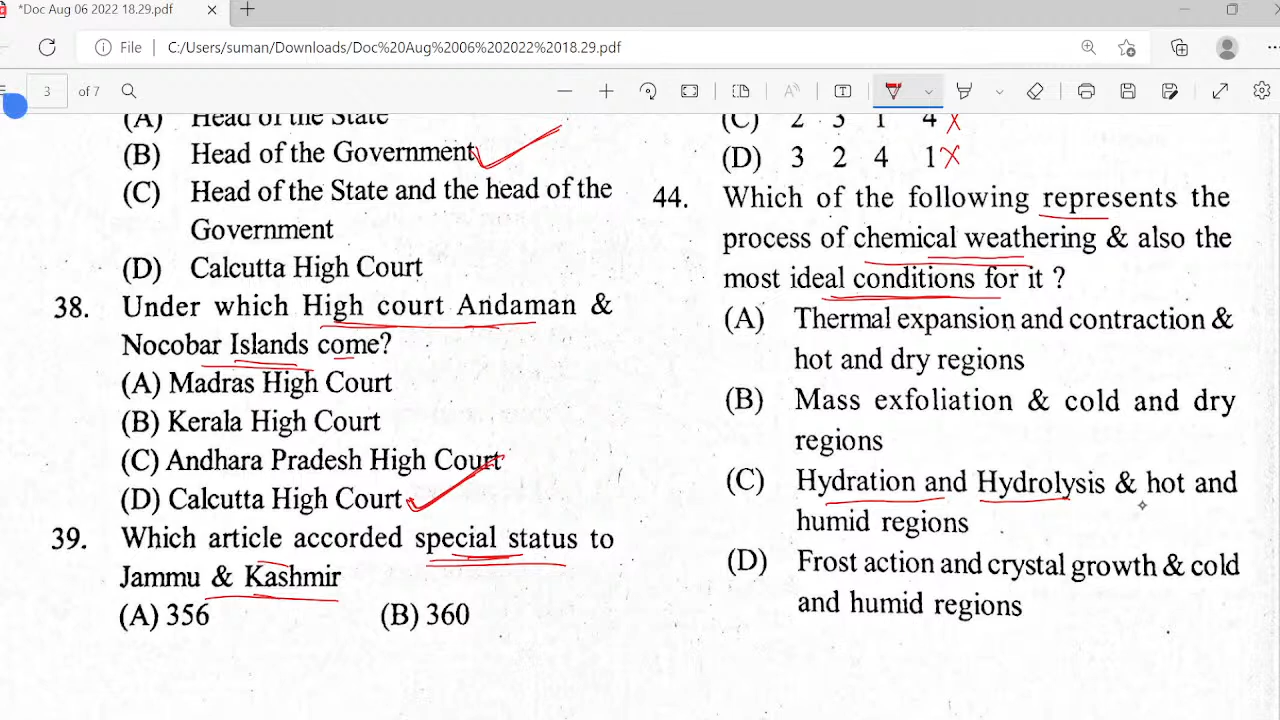 *Doc Aug 06 2022 18.29.pdf
File
C:/Users/suman/Downloads/Doc%20Aug%2006%202022%2018.29.pdf
3 of 7
(A) Head of the State
(B) Head of the Government
(C) Head of the State and the head of the
Government
(D) Calcutta High Court
38. Under which High court Andaman &
Nocobar Islands come?
(A) Madras High Court
(B) Kerala High Court
(C) Andhara Pradesh High Court
(D) Calcutta High Court
39. Which article accorded special status to
Jammu & Kashmir
(A) 356 (B) 360
(C) 2 3 1 4 x
(D) 3 2 4 1 x
44. Which of the following represents the
process of chemical weathering & also the
most ideal conditions for it ?
(A) Thermal expansion and contraction &
hot and dry regions
(B) Mass exfoliation & cold and dry
regions
(C) Hydration and Hydrolysis & hot and
humid regions
(D) Frost action and crystal growth & cold
and humid regions